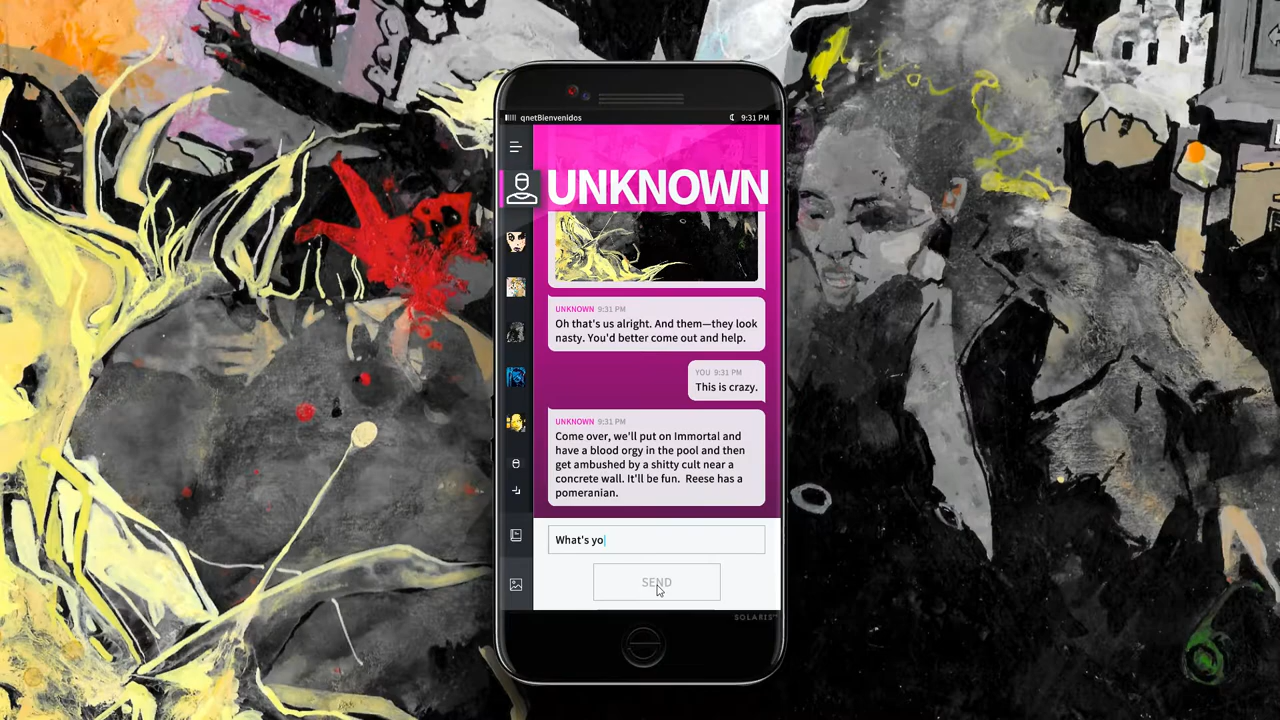 qnetBienvenidos
9:31 PM
UNKNOWN
UNKNOWN 9:31 PM
Oh that's us alright. And them—they look
nasty. You'd better come out and help.
YOU 9:31 PM
This is crazy.
UNKNOWN 9:31 PM
Come over, we'll put on Immortal and
have a blood orgy in the pool and then
get ambushed by a shitty cult near a
concrete wall. It'll be fun. Reese has a
pomeranian.
What's yo
SEND
SOLARIS™